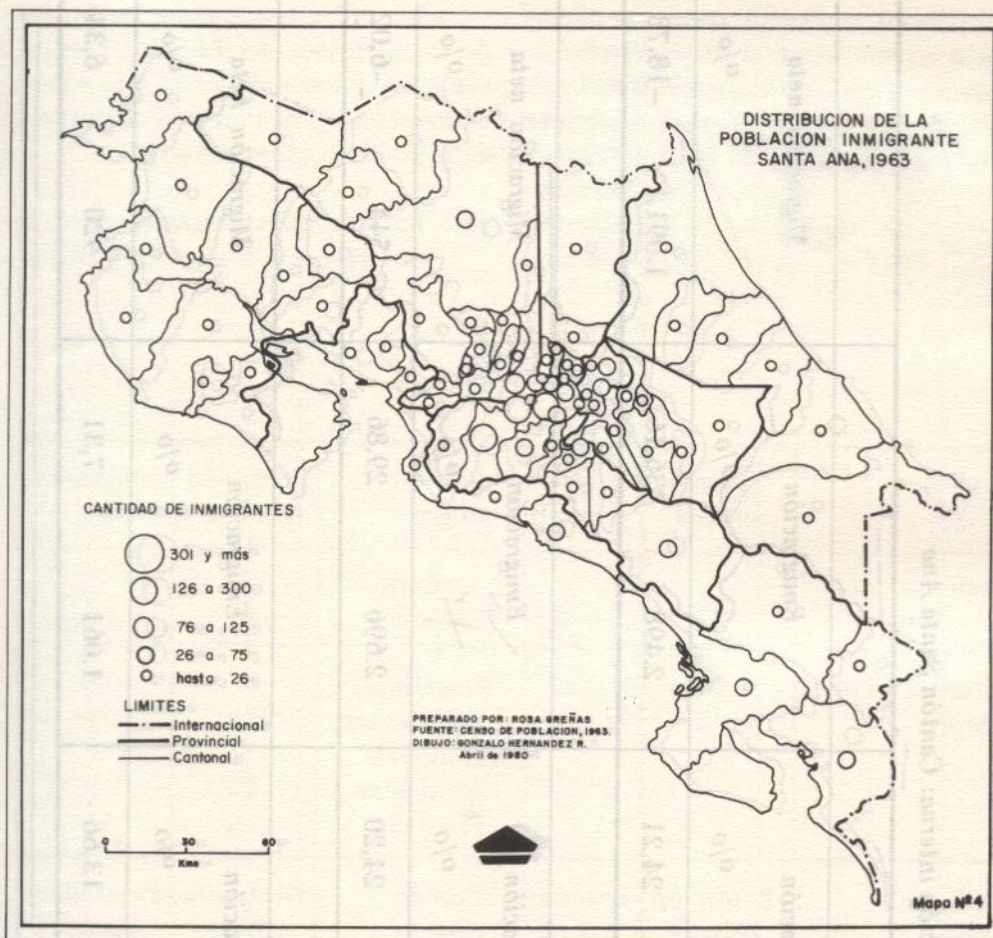 DISTRIBUCION DE LA
POBLACION INMIGRANTE
SANTA ANA, 1963
CANTIDAD DE INMIGRANTES
301 y más
126 a 300
76 a 125
26 a 75
hasta 26
LIMITES
Internacional
Provincial
Cantonal
PREPARADO POR: ROSA GREÑAS
FUENTE: CENSO DE POBLACION, 1963.
DIBUJO: GONZALO HERNANDEZ R.
Abril de 1980
0 30 60
Kms
Mapa Nº4